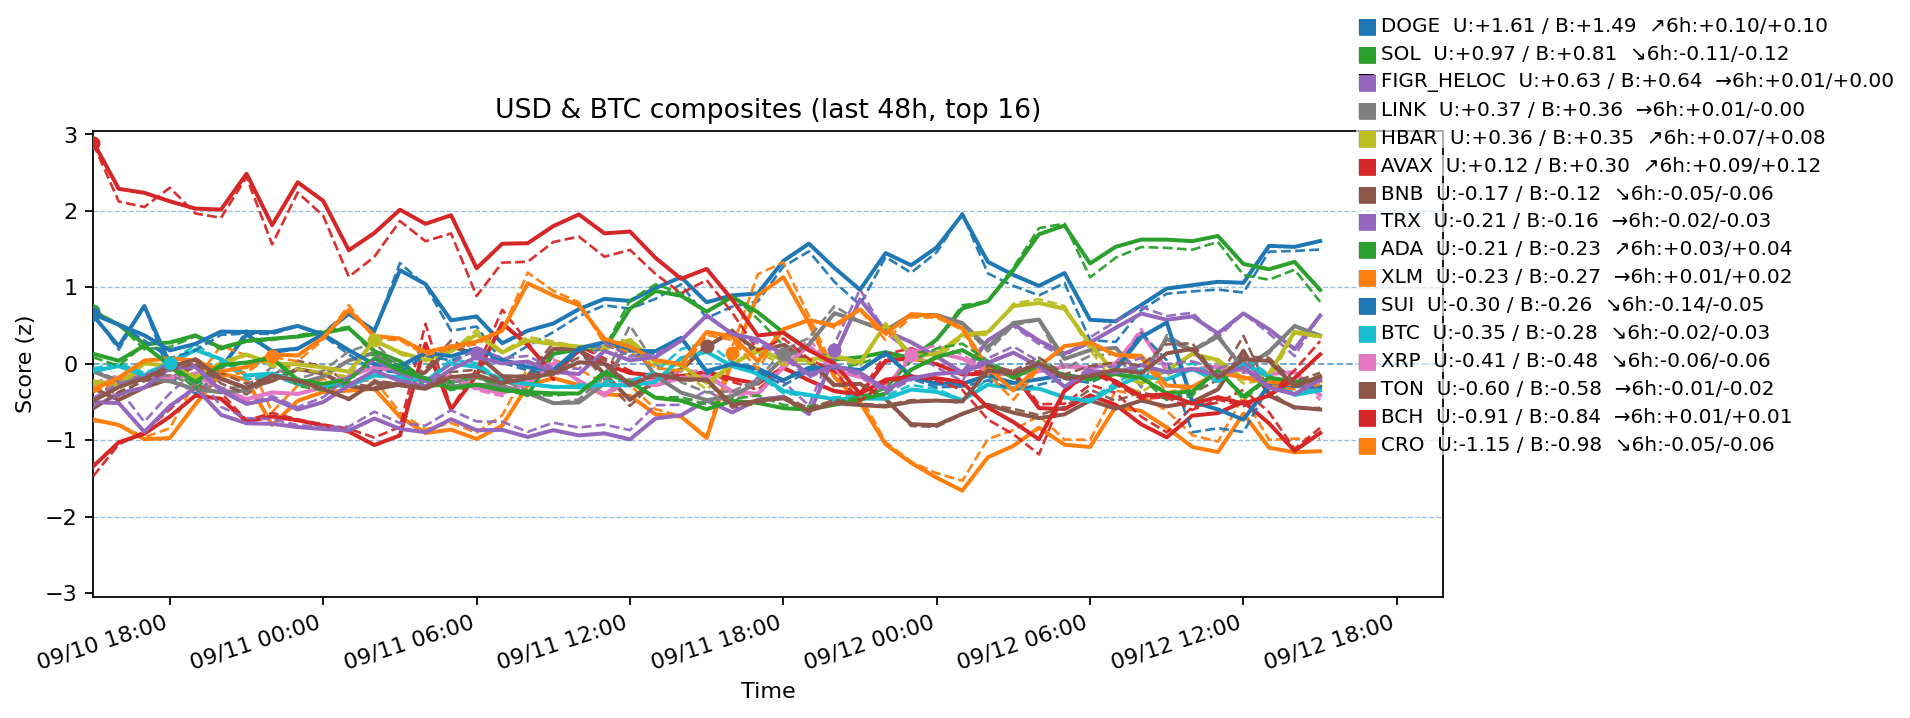 DOGE  U:+1.61 / B:+1.49  ↗6h:+0.10/+0.10
SOL  U:+0.97 / B:+0.81  ↘6h:-0.11/-0.12
FIGR_HELOC  U:+0.63 / B:+0.64  →6h:+0.01/+0.00
LINK  U:+0.37 / B:+0.36  →6h:+0.01/-0.00
HBAR  U:+0.36 / B:+0.35  ↗6h:+0.07/+0.08
AVAX  U:+0.12 / B:+0.30  ↗6h:+0.09/+0.12
BNB  U:-0.17 / B:-0.12  ↘6h:-0.05/-0.06
TRX  U:-0.21 / B:-0.16  →6h:-0.02/-0.03
ADA  U:-0.21 / B:-0.23  ↗6h:+0.03/+0.04
XLM  U:-0.23 / B:-0.27  →6h:+0.01/+0.02
SUI  U:-0.30 / B:-0.26  ↘6h:-0.14/-0.05
BTC  U:-0.35 / B:-0.28  ↘6h:-0.02/-0.03
XRP  U:-0.41 / B:-0.48  ↘6h:-0.06/-0.06
TON  U:-0.60 / B:-0.58  →6h:-0.01/-0.02
BCH  U:-0.91 / B:-0.84  →6h:+0.01/+0.01
CRO  U:-1.15 / B:-0.98  ↘6h:-0.05/-0.06
USD & BTC composites (last 48h, top 16)
Score (z)
3
2
1
0
−1
−2
−3
09/10 18:00
09/11 00:00
09/11 06:00
09/11 12:00
09/11 18:00
09/12 00:00
09/12 06:00
09/12 12:00
09/12 18:00
Time